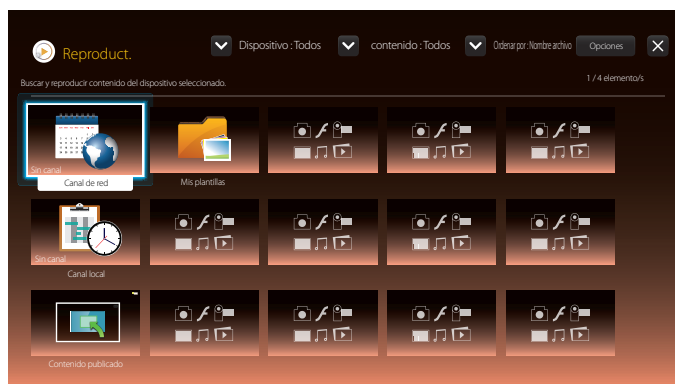 Reproduct.
Dispositivo : Todos
contenido : Todos
Ordenar por : Nombre archivo
Opciones
Buscar y reproducir contenido del dispositivo seleccionado.
1 / 4 elemento/s
Sin canal
Canal de red
Mis plantillas
Sin canal
Canal local
Contenido publicado